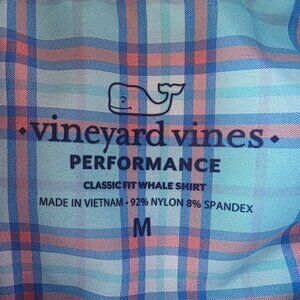 vineyard vines
PERFORMANCE
CLASSIC FIT WHALE SHIRT
MADE IN VIETNAM • 92% NYLON 8% SPANDEX
M